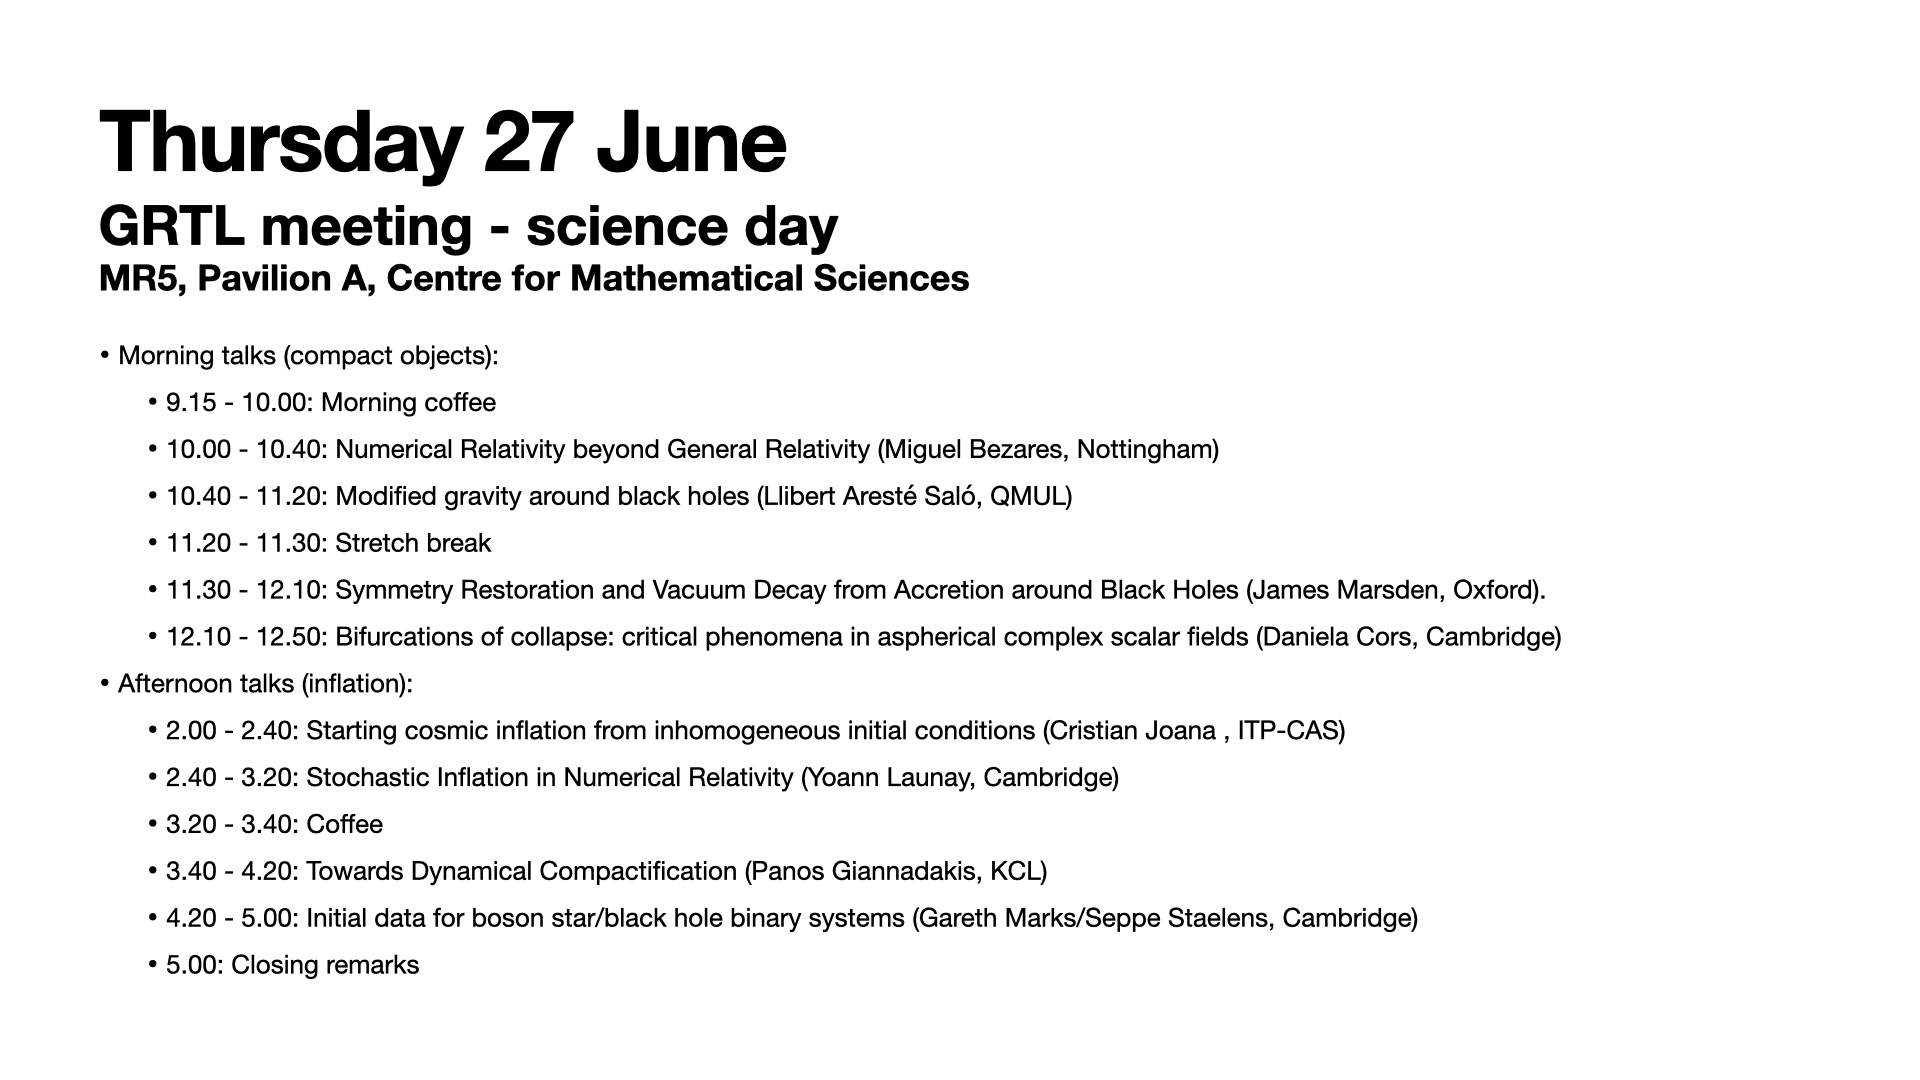 Thursday 27 June
GRTL meeting - science day
MR5, Pavilion A, Centre for Mathematical Sciences
• Morning talks (compact objects):
• 9.15 - 10.00: Morning coffee
• 10.00 - 10.40: Numerical Relativity beyond General Relativity (Miguel Bezares, Nottingham)
• 10.40 - 11.20: Modified gravity around black holes (Llibert Aresté Saló, QMUL)
• 11.20 - 11.30: Stretch break
• 11.30 - 12.10: Symmetry Restoration and Vacuum Decay from Accretion around Black Holes (James Marsden, Oxford).
• 12.10 - 12.50: Bifurcations of collapse: critical phenomena in aspherical complex scalar fields (Daniela Cors, Cambridge)
• Afternoon talks (inflation):
• 2.00 - 2.40: Starting cosmic inflation from inhomogeneous initial conditions (Cristian Joana , ITP-CAS)
• 2.40 - 3.20: Stochastic Inflation in Numerical Relativity (Yoann Launay, Cambridge)
• 3.20 - 3.40: Coffee
• 3.40 - 4.20: Towards Dynamical Compactification (Panos Giannadakis, KCL)
• 4.20 - 5.00: Initial data for boson star/black hole binary systems (Gareth Marks/Seppe Staelens, Cambridge)
• 5.00: Closing remarks